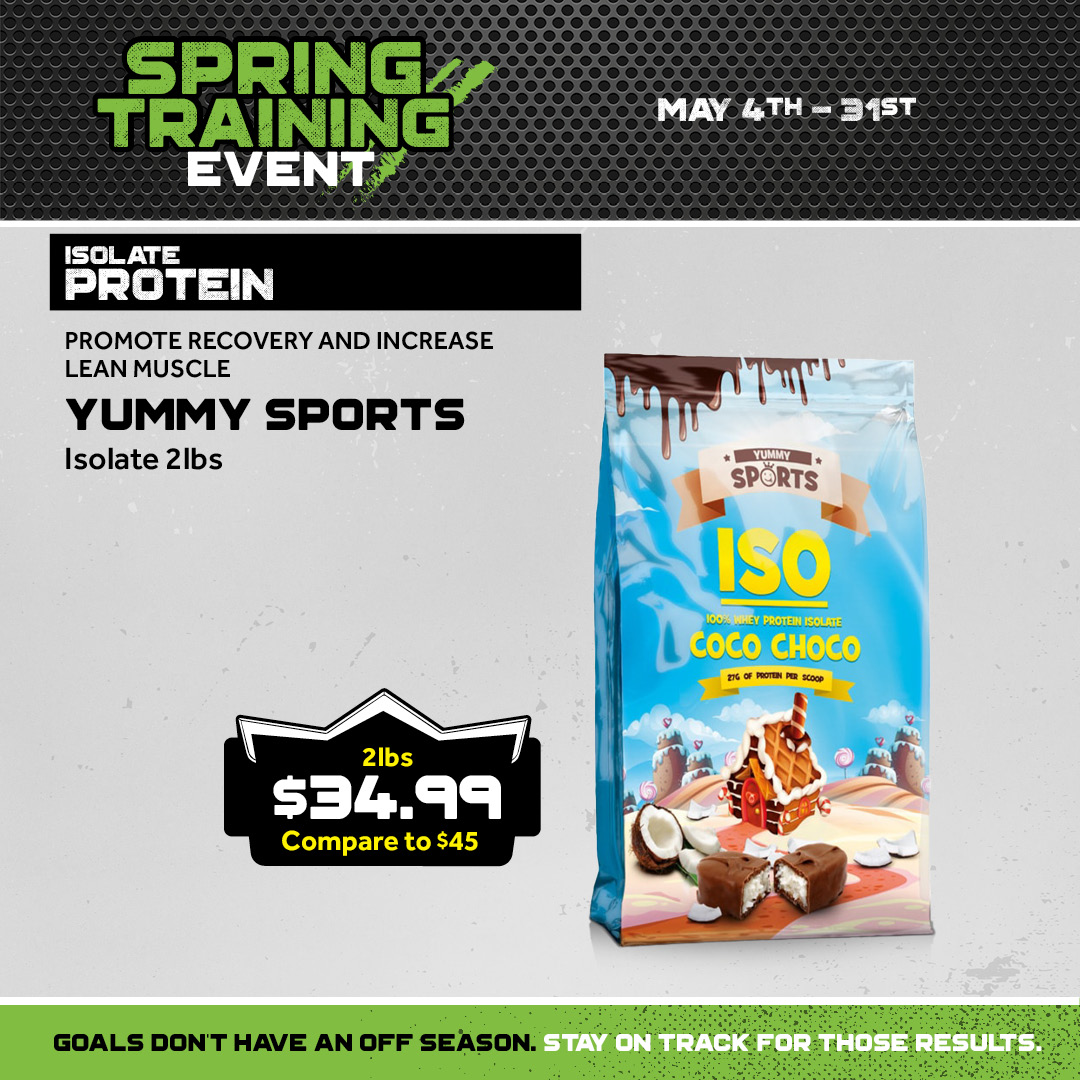 SPRING
TRAINING
EVENT
MAY 4TH – 31ST
ISOLATE
PROTEIN
PROMOTE RECOVERY AND INCREASE
LEAN MUSCLE
YUMMY SPORTS
Isolate 2lbs
YUMMY
SPORTS
ISO
100% WHEY PROTEIN ISOLATE
COCO CHOCO
27G OF PROTEIN PER SCOOP
2lbs
$34.99
Compare to $45
GOALS DON'T HAVE AN OFF SEASON. STAY ON TRACK FOR THOSE RESULTS.